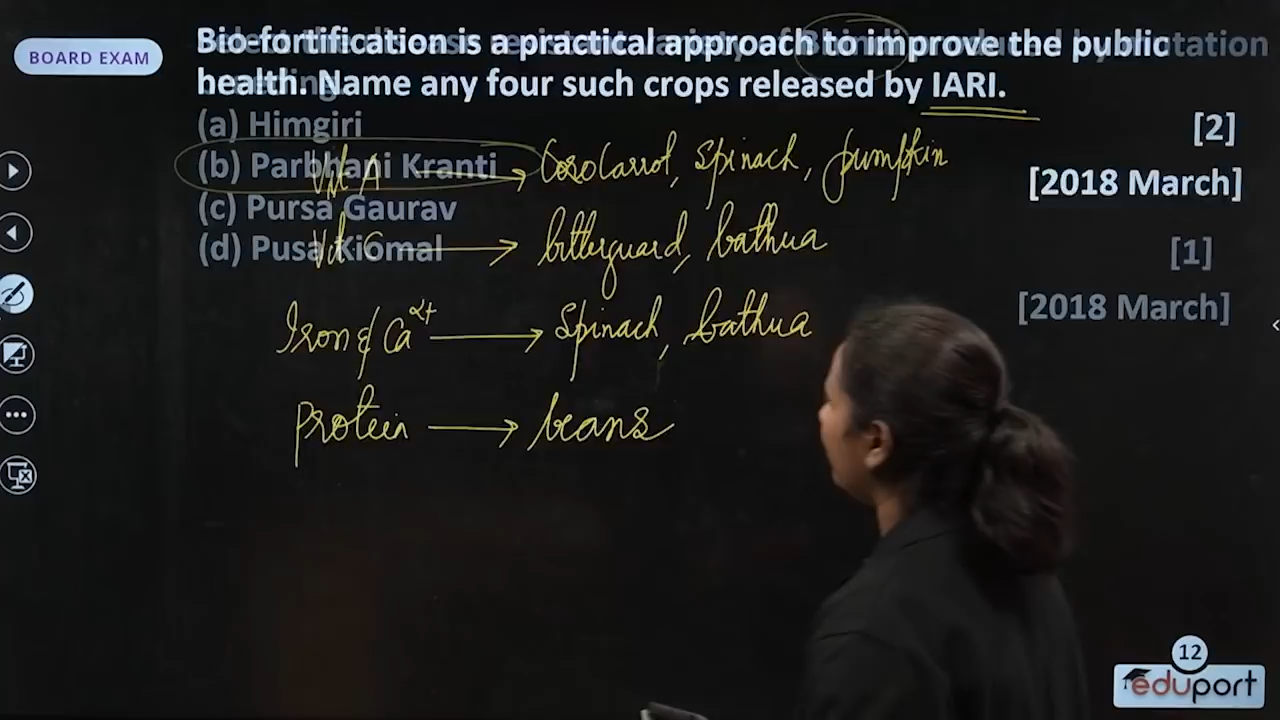 BOARD EXAM
Bio-fortification is a practical approach to improve the public
health. Name any four such crops released by IARI.
(a) Himgiri
[2]
(b) Parbhani Kranti
Vit A → Carrot, Spinach, pumpkin
[2018 March]
(c) Pursa Gaurav
(d) Pusa Komal
Vit C → bitterguard, bathua
[1]
[2018 March]
Iron & Ca2+ → Spinach, bathua
protein → beans
12
eduport